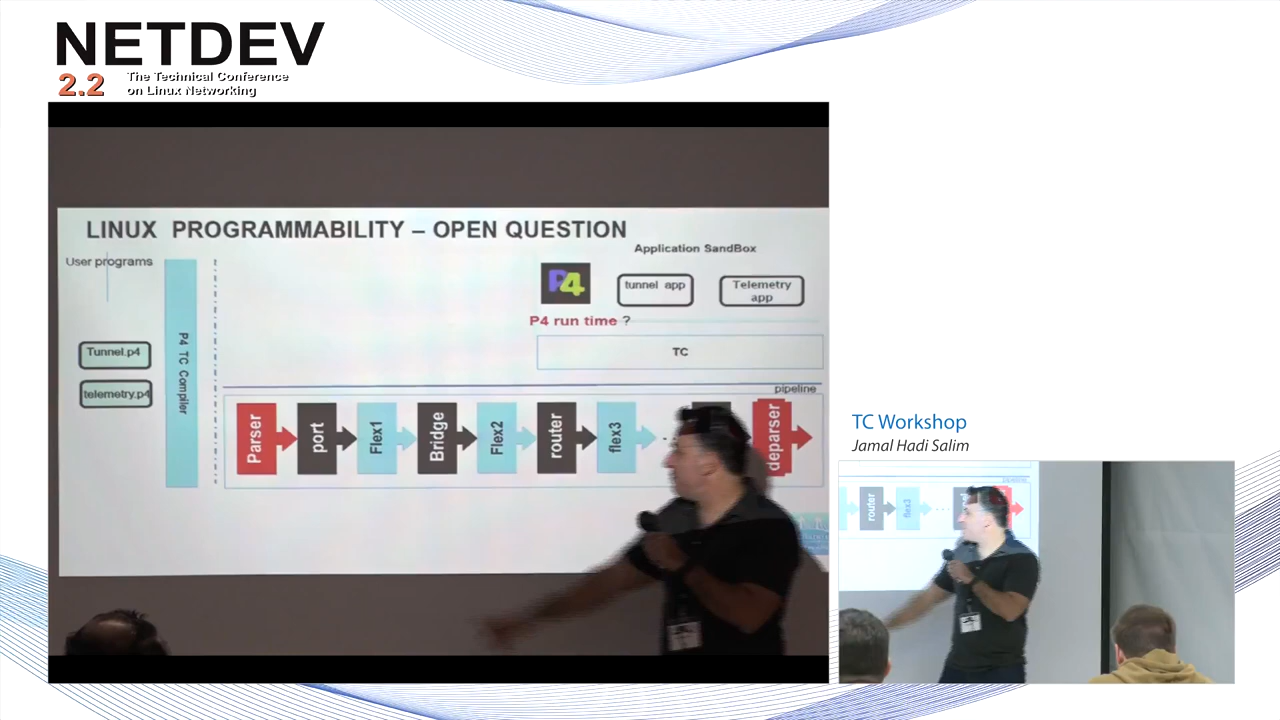 NETDEV
2.2 The Technical Conference
on Linux Networking
LINUX PROGRAMMABILITY – OPEN QUESTION
Application SandBox
User programs
P4
tunnel app
Telemetry
app
P4 run time ?
TC
Tunnel.p4
telemetry.p4
P4 TC Compiler
pipeline
Parser
port
Flex1
Bridge
Flex2
router
flex3
deparser
TC Workshop
Jamal Hadi Salim
pipeline
router
flex3